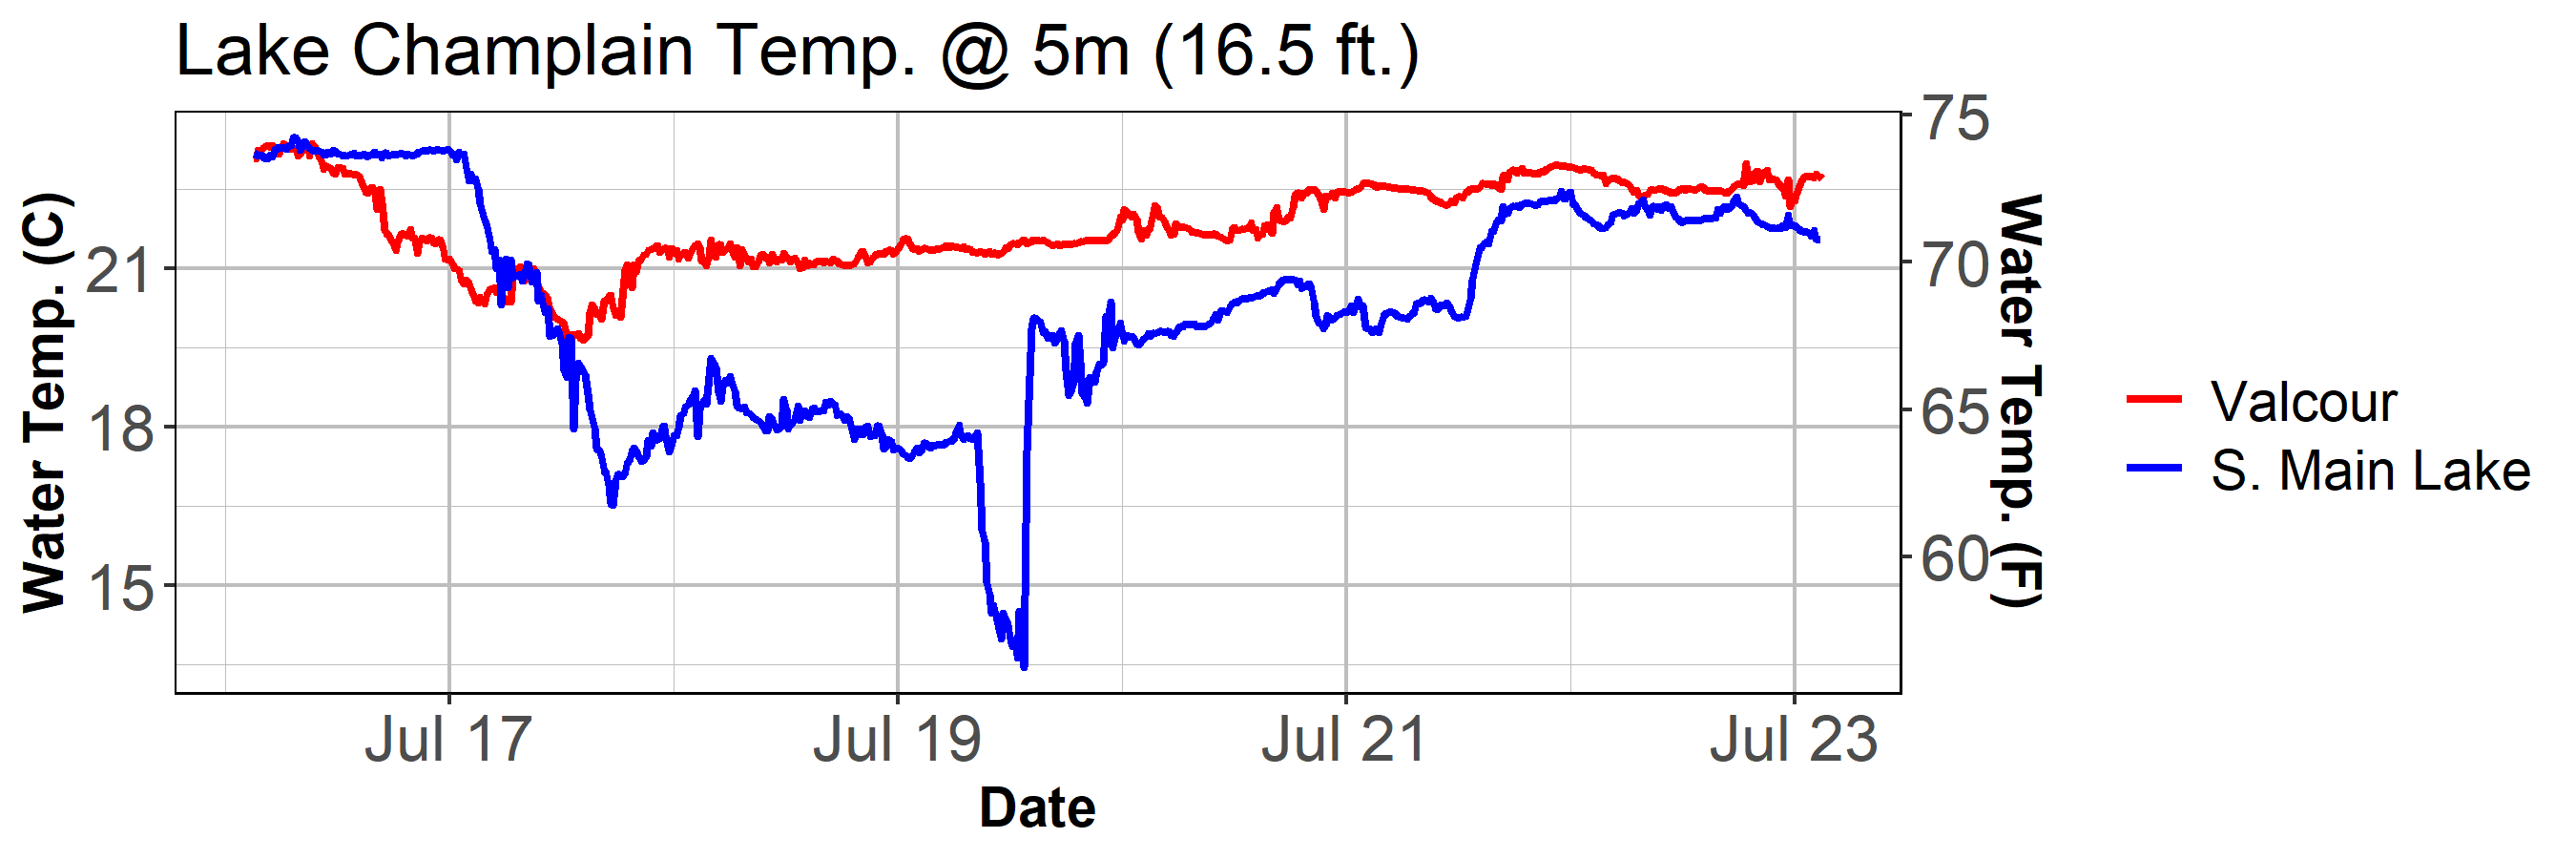 Lake Champlain Temp. @ 5m (16.5 ft.)
Water Temp. (C)
21
18
15
75
70
65
60
Water Temp. (F)
Jul 17
Jul 19
Jul 21
Jul 23
Date
Valcour
S. Main Lake